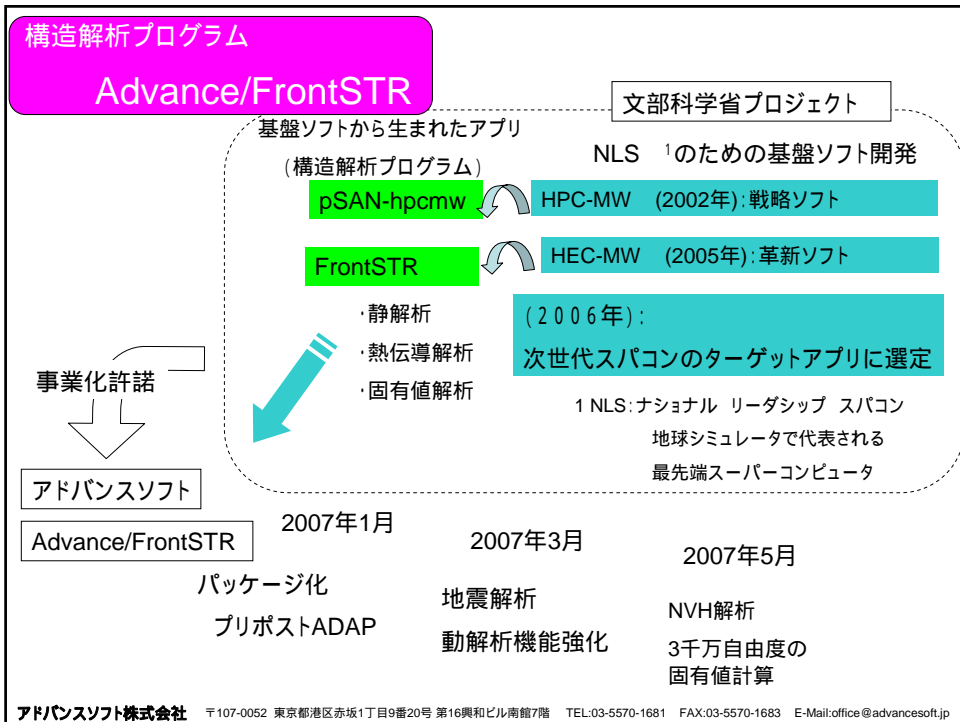 構造解析プログラム
Advance/FrontSTR
文部科学省プロジェクト
基盤ソフトから生まれたアプリ
(構造解析プログラム)
NLS 1のための基盤ソフト開発
pSAN-hpcmw
HPC-MW (2002年):戦略ソフト
FrontSTR
HEC-MW (2005年):革新ソフト
・静解析
・熱伝導解析
・固有値解析
(2006年):
次世代スパコンのターゲットアプリに選定
1 NLS:ナショナル リーダシップ スパコン
地球シミュレータで代表される
最先端スーパーコンピュータ
事業化許諾
アドバンスソフト
Advance/FrontSTR
2007年1月
パッケージ化
プリポストADAP
2007年3月
地震解析
動解析機能強化
2007年5月
NVH解析
3千万自由度の
固有値計算
アドバンスソフト株式会社 〒107-0052 東京都港区赤坂1丁目9番20号 第16興和ビル南館7階 TEL:03-5570-1681 FAX:03-5570-1683 E-Mail:office@advancesoft.jp